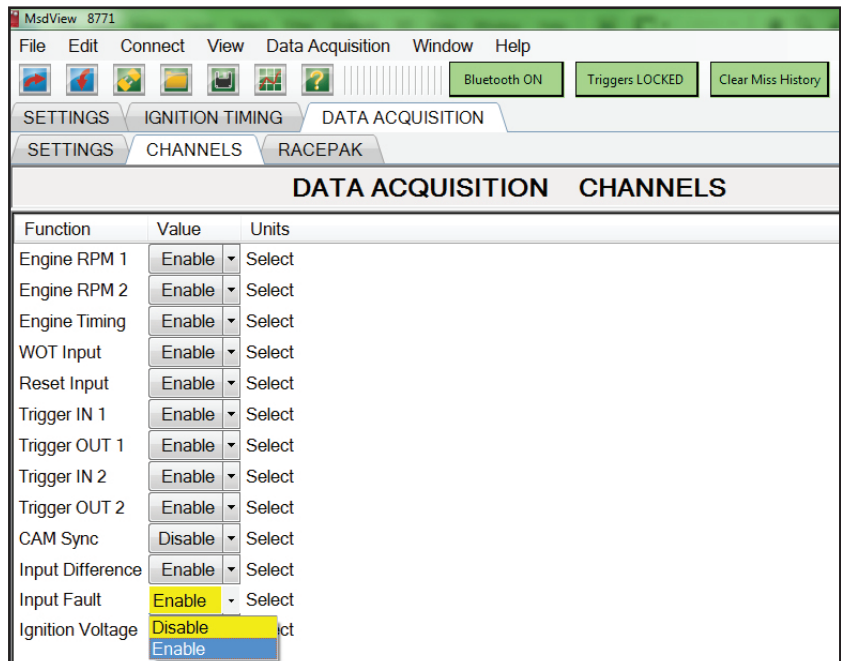 MsdView 8771
File Edit Connect View Data Acquisition Window Help
Bluetooth ON Triggers LOCKED Clear Miss History
SETTINGS IGNITION TIMING DATA ACQUISITION
SETTINGS CHANNELS RACEPAK
DATA ACQUISITION CHANNELS
Function Value Units
Engine RPM 1 Enable Select
Engine RPM 2 Enable Select
Engine Timing Enable Select
WOT Input Enable Select
Reset Input Enable Select
Trigger IN 1 Enable Select
Trigger OUT 1 Enable Select
Trigger IN 2 Enable Select
Trigger OUT 2 Enable Select
CAM Sync Disable Select
Input Difference Enable Select
Input Fault Enable Select
Ignition Voltage Disable ct
Enable